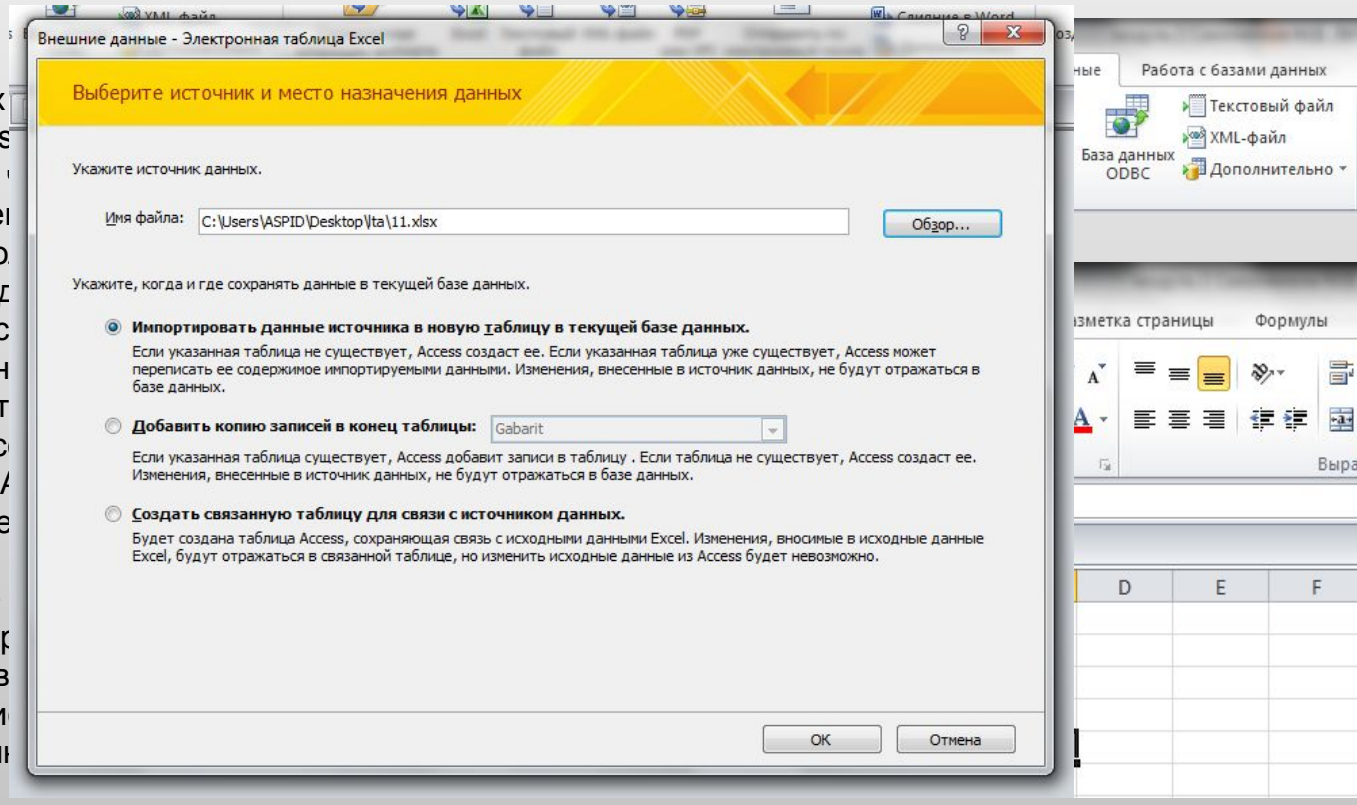 XML-файл
Слияние с Word
Внешние данные - Электронная таблица Excel
Выберите источник и место назначения данных
Укажите источник данных.
Имя файла: C:\Users\ASPID\Desktop\lta\11.xlsx Обзор...
Укажите, когда и где сохранять данные в текущей базе данных.
Импортировать данные источника в новую таблицу в текущей базе данных.
Если указанная таблица не существует, Access создаст ее. Если указанная таблица уже существует, Access может
переписать ее содержимое импортируемыми данными. Изменения, внесенные в источник данных, не будут отражаться в
базе данных.
Добавить копию записей в конец таблицы: Gabarit
Если указанная таблица существует, Access добавит записи в таблицу . Если таблица не существует, Access создаст ее.
Изменения, внесенные в источник данных, не будут отражаться в базе данных.
Создать связанную таблицу для связи с источником данных.
Будет создана таблица Access, сохраняющая связь с исходными данными Excel. Изменения, вносимые в исходные данные
Excel, будут отражаться в связанной таблице, но изменить исходные данные из Access будет невозможно.
OK Отмена
ные Работа с базами данных
Текстовый файл
XML-файл
База данных
ODBC Дополнительно
зметка страницы Формулы
Выра
D E F
!